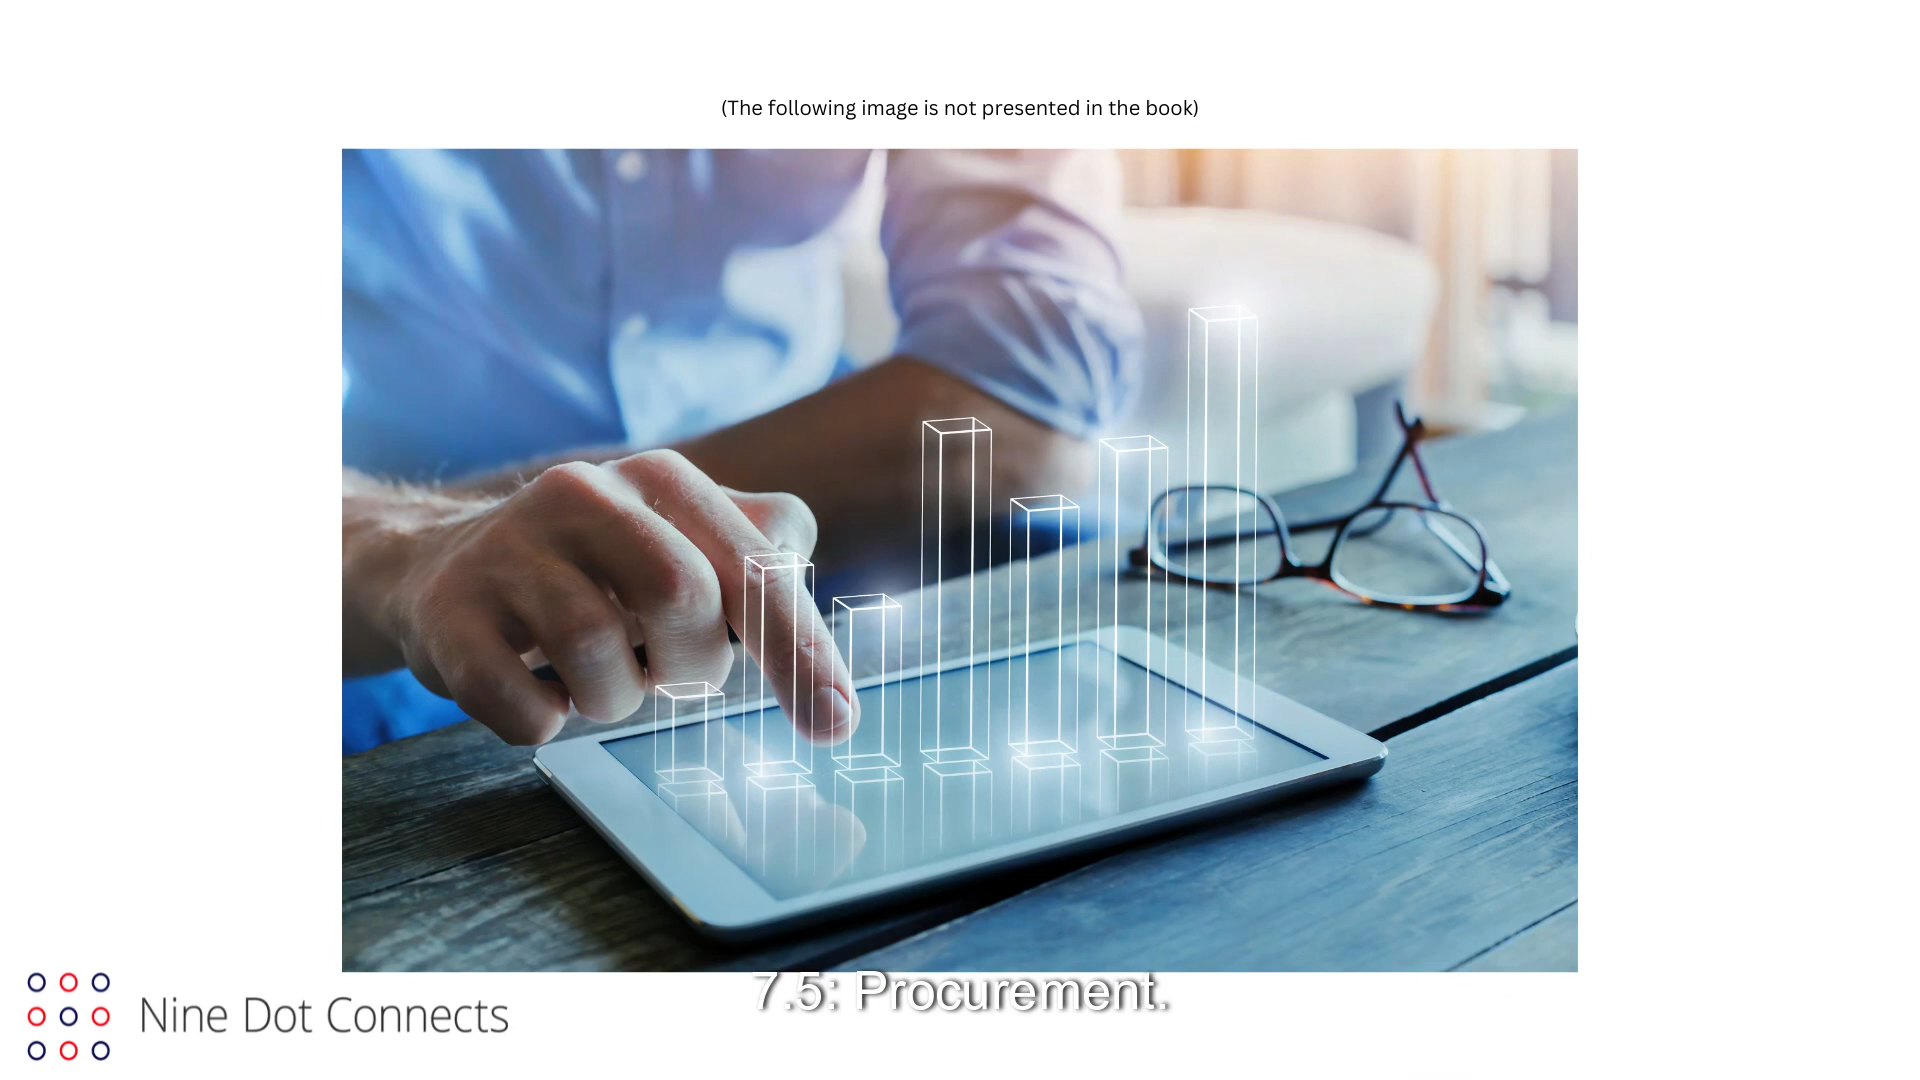 (The following image is not presented in the book)
7.5: Procurement.
Nine Dot Connects